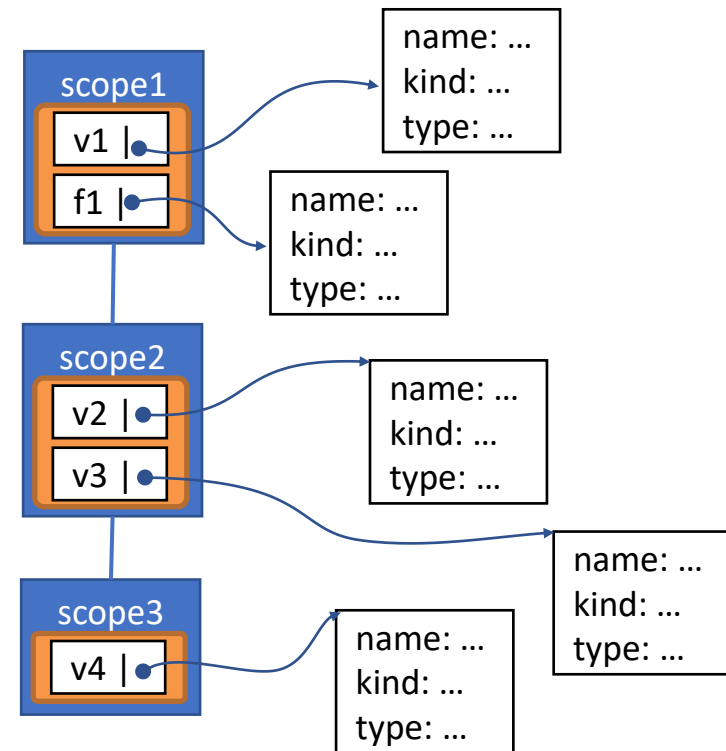 scope1
v1 |
f1 |
name: ...
kind: ...
type: ...
name: ...
kind: ...
type: ...
scope2
v2 |
v3 |
name: ...
kind: ...
type: ...
name: ...
kind: ...
type: ...
scope3
v4 |
name: ...
kind: ...
type: ...